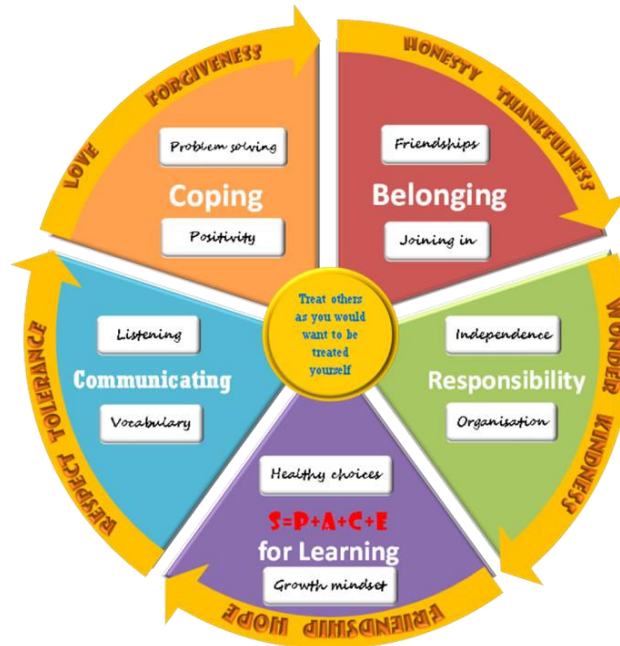 LOVE FORGIVENESS
HONESTY THANKFULNESS
WONDER KINDNESS
FRIENDSHIP HOPE
RESPECT TOLERANCE
Problem solving
Coping
Positivity
Friendships
Belonging
Joining in
Independence
Responsibility
Organisation
Healthy choices
S=P+A+C+E
for Learning
Growth mindset
Listening
Communicating
Vocabulary
Treat others
as you would
want to be
treated
yourself